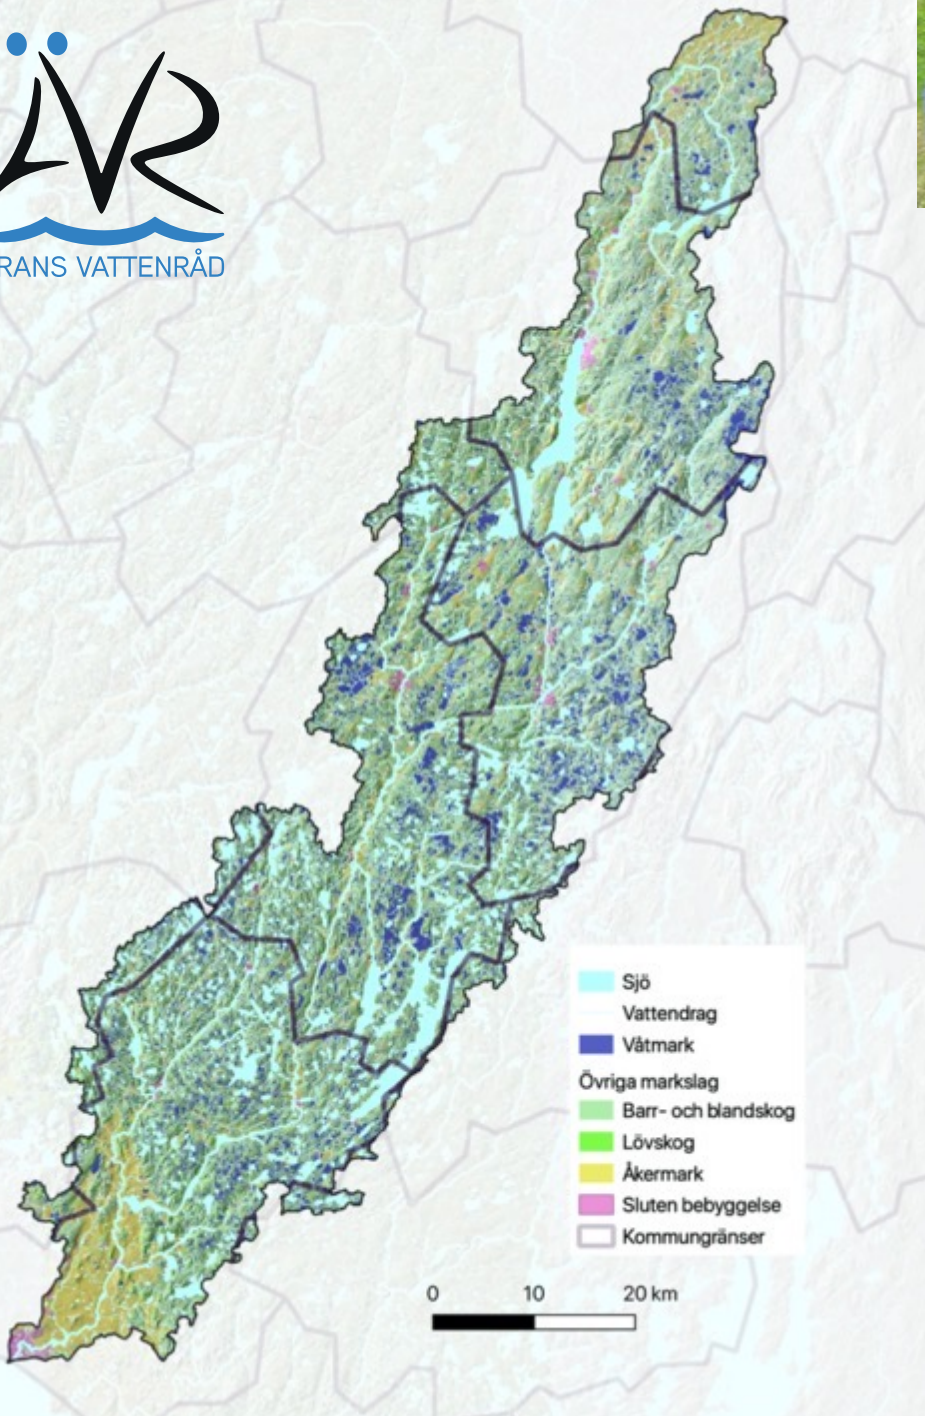 ÄVR
RANS VATTENRÅD
Sjö
Vattendrag
Våtmark
Övriga markslag
Barr- och blandskog
Lövskog
Åkermark
Sluten bebyggelse
Kommungränser
0 10 20 km